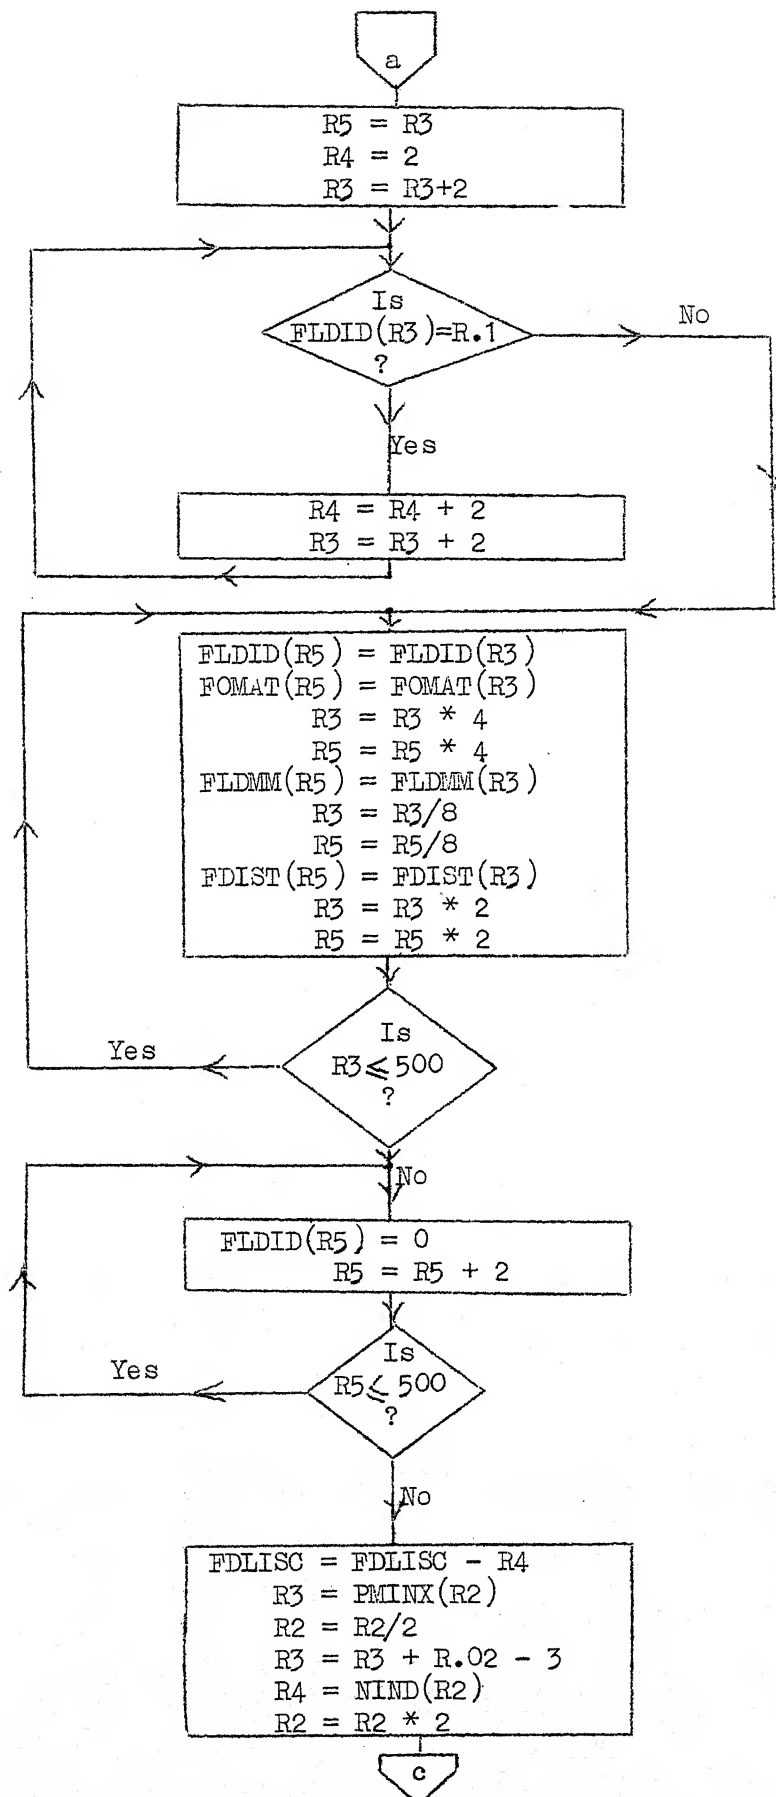 a
R5 = R3
R4 = 2
R3 = R3+2
Is
FLDID(R3)=R.1
?
No
Yes
R4 = R4 + 2
R3 = R3 + 2
FLDID(R5) = FLDID(R3)
FOMAT(R5) = FOMAT(R3)
R3 = R3 * 4
R5 = R5 * 4
FLDMM(R5) = FLDMM(R3)
R3 = R3/8
R5 = R5/8
FDIST(R5) = FDIST(R3)
R3 = R3 * 2
R5 = R5 * 2
Is
R3⩽500
?
Yes
No
FLDID(R5) = 0
R5 = R5 + 2
Is
R5⩽500
?
Yes
No
FDLISC = FDLISC - R4
R3 = PMINX(R2)
R2 = R2/2
R3 = R3 + R.02 - 3
R4 = NIND(R2)
R2 = R2 * 2
c